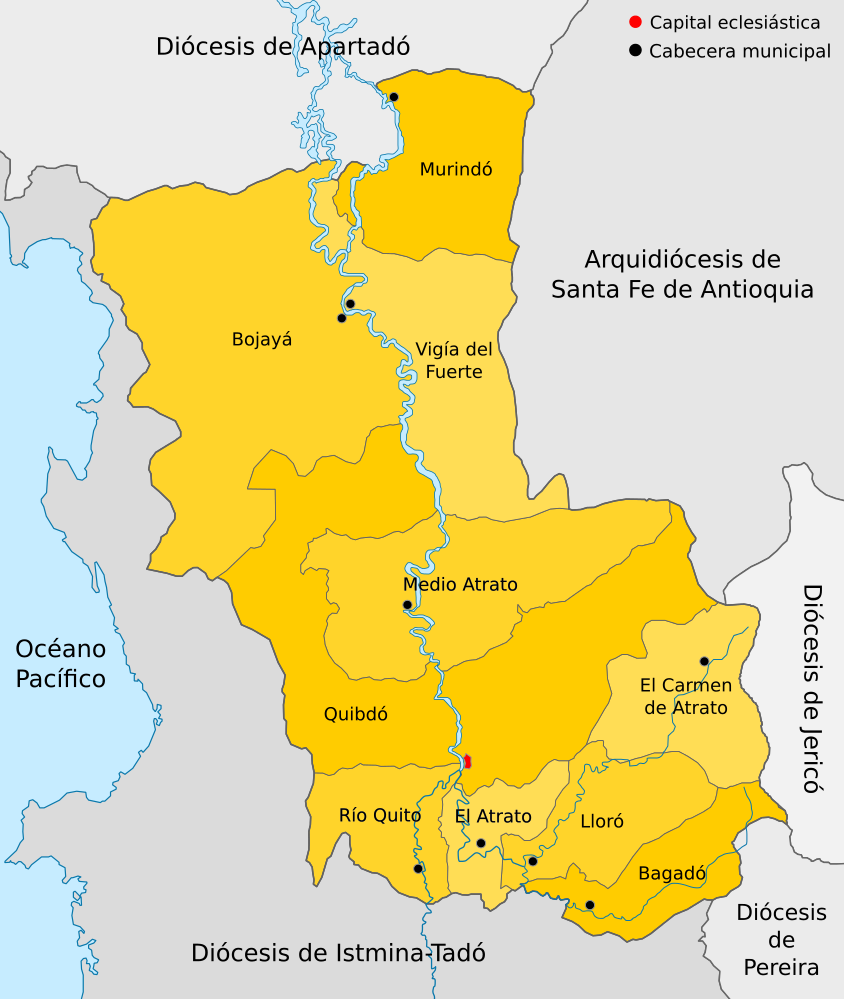 Capital eclesiástica
Cabecera municipal
Diócesis de Apartadó
Murindó
Arquidiócesis de
Santa Fe de Antioquia
Bojayá
Vigía del
Fuerte
Medio Atrato
Océano
Pacífico
Diócesis de Jericó
El Carmen
de Atrato
Quibdó
Río Quito
El Atrato
Lloró
Bagadó
Diócesis
de
Pereira
Diócesis de Istmina-Tadó